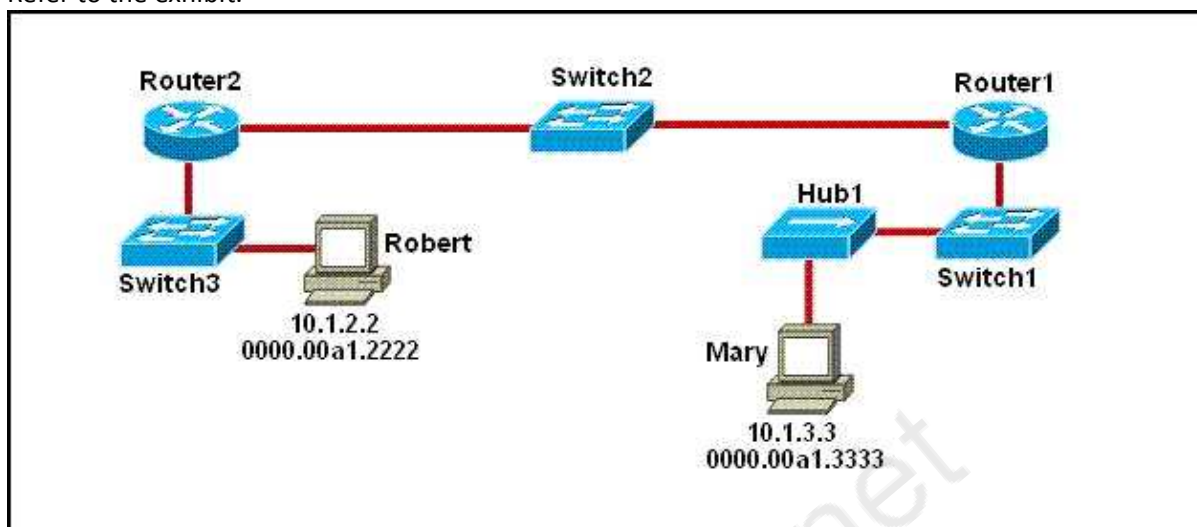 Refer to the exhibit.
Router2
Switch2
Router1
Hub1
Robert
Switch3
Switch1
10.1.2.2
0000.00a1.2222
Mary
10.1.3.3
0000.00a1.3333
net